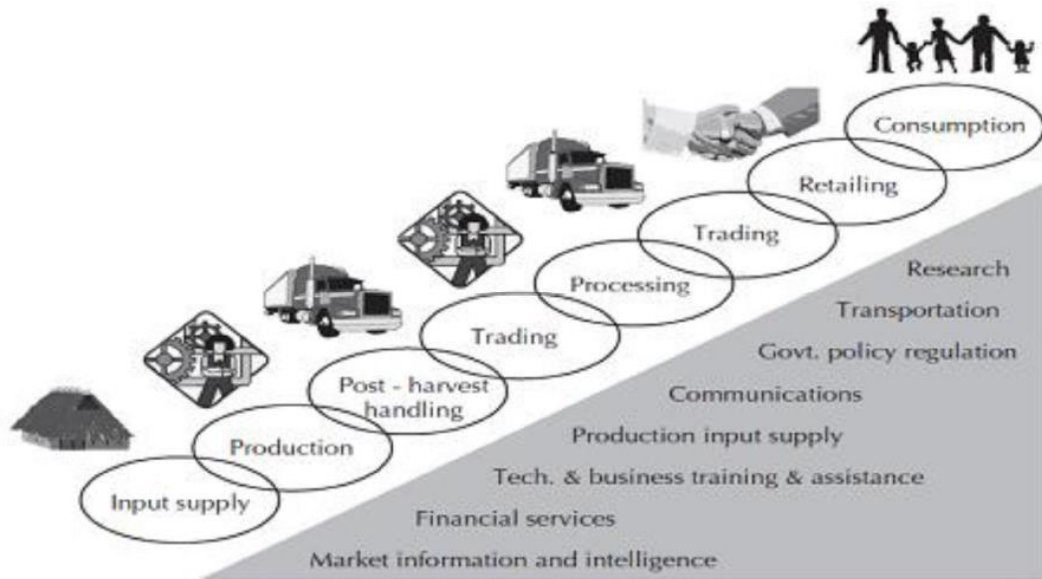 Consumption
Retailing
Trading
Processing
Trading
Post - harvest
handling
Production
Input supply
Research
Transportation
Govt. policy regulation
Communications
Production input supply
Tech. & business training & assistance
Financial services
Market information and intelligence